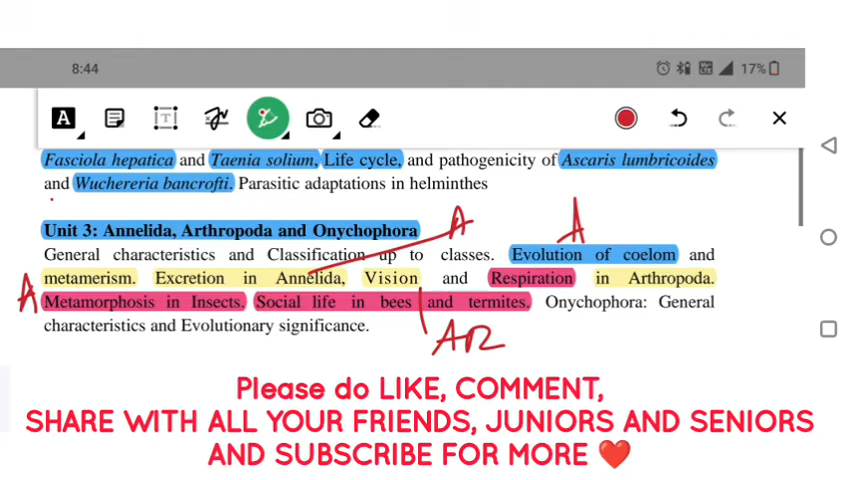 8:44
17%
A
T
Fasciola hepatica and Taenia solium, Life cycle, and pathogenicity of Ascaris lumbricoides
and Wuchereria bancrofti. Parasitic adaptations in helminthes
A
A
Unit 3: Annelida, Arthropoda and Onychophora
General characteristics and Classification up to classes. Evolution of coelom and
metamerism. Excretion in Annelida, Vision and Respiration in Arthropoda.
A
Metamorphosis in Insects. Social life in bees and termites. Onychophora: General
characteristics and Evolutionary significance.
AR
Please do LIKE, COMMENT,
SHARE WITH ALL YOUR FRIENDS, JUNIORS AND SENIORS
AND SUBSCRIBE FOR MORE ❤️